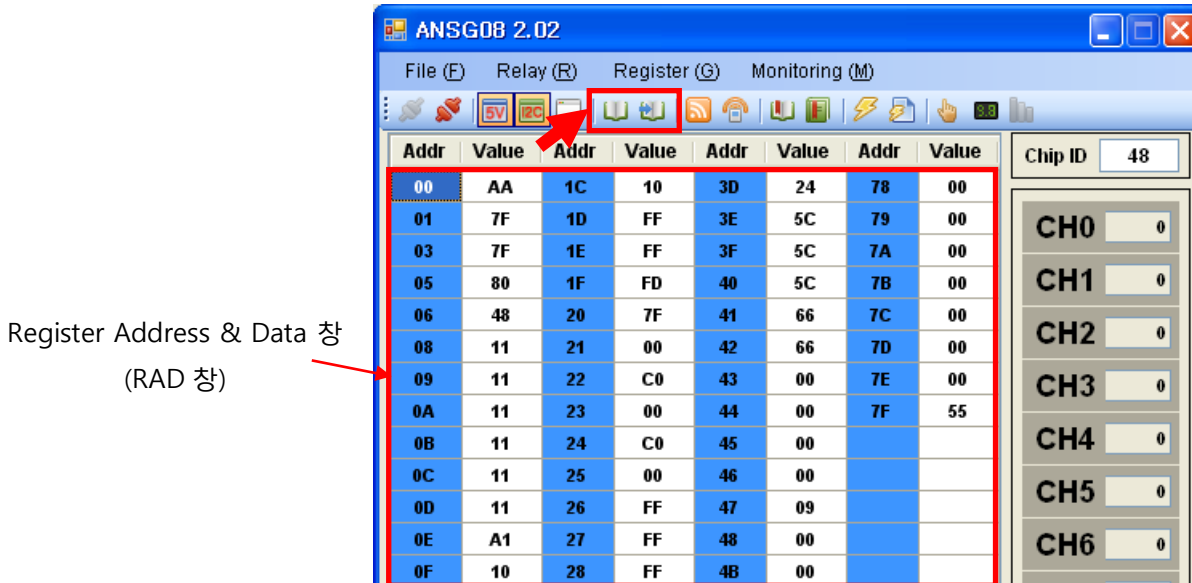 ANSG08 2.02
File (F) Relay (R) Register (G) Monitoring (M)
5V I2C 8.8
Addr Value Addr Value Addr Value Addr Value
00 AA 1C 10 3D 24 78 00
01 7F 1D FF 3E 5C 79 00
03 7F 1E FF 3F 5C 7A 00
05 80 1F FD 40 5C 7B 00
06 48 20 7F 41 66 7C 00
08 11 21 00 42 66 7D 00
09 11 22 C0 43 00 7E 00
0A 11 23 00 44 00 7F 55
0B 11 24 C0 45 00
0C 11 25 00 46 00
0D 11 26 FF 47 09
0E A1 27 FF 48 00
0F 10 28 FF 4B 00
Chip ID 48
CH0 0
CH1 0
CH2 0
CH3 0
CH4 0
CH5 0
CH6 0
Register Address & Data 창
(RAD 창)